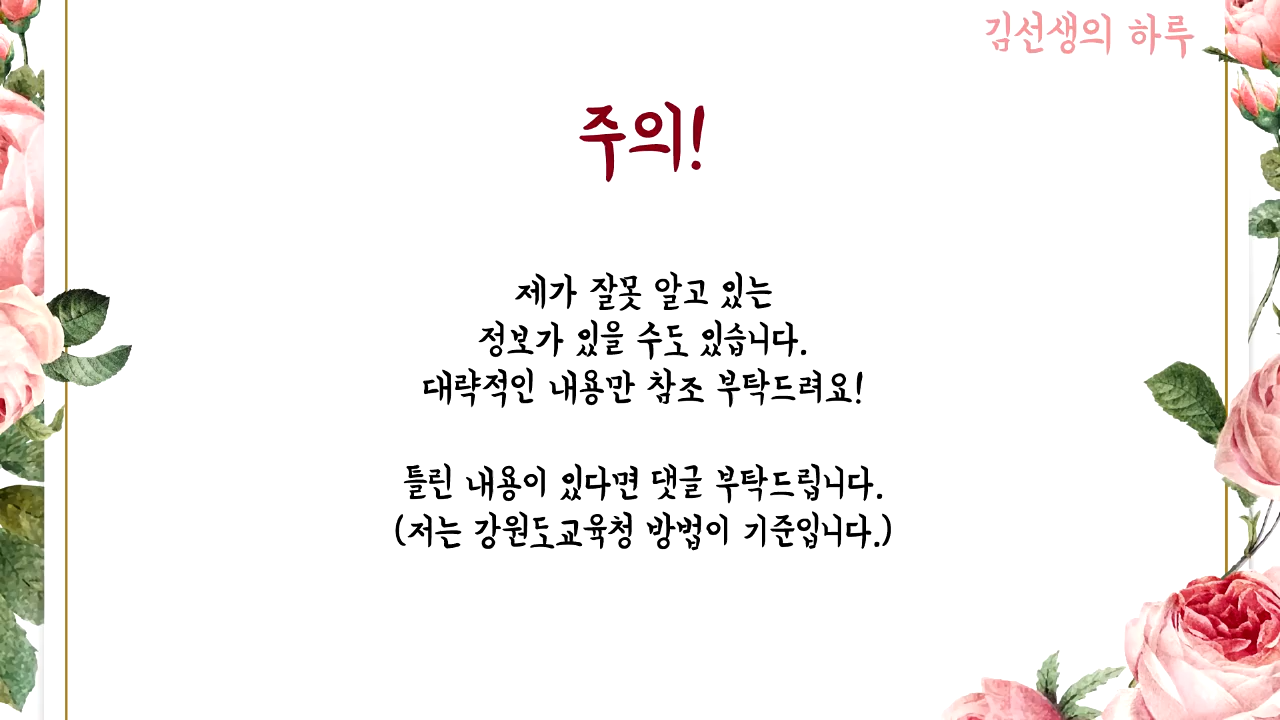 김선생의 하루
주의!
제가 잘못 알고 있는
정보가 있을 수도 있습니다.
대략적인 내용만 참조 부탁드려요!
틀린 내용이 있다면 댓글 부탁드립니다.
(저는 강원도교육청 방법이 기준입니다.)